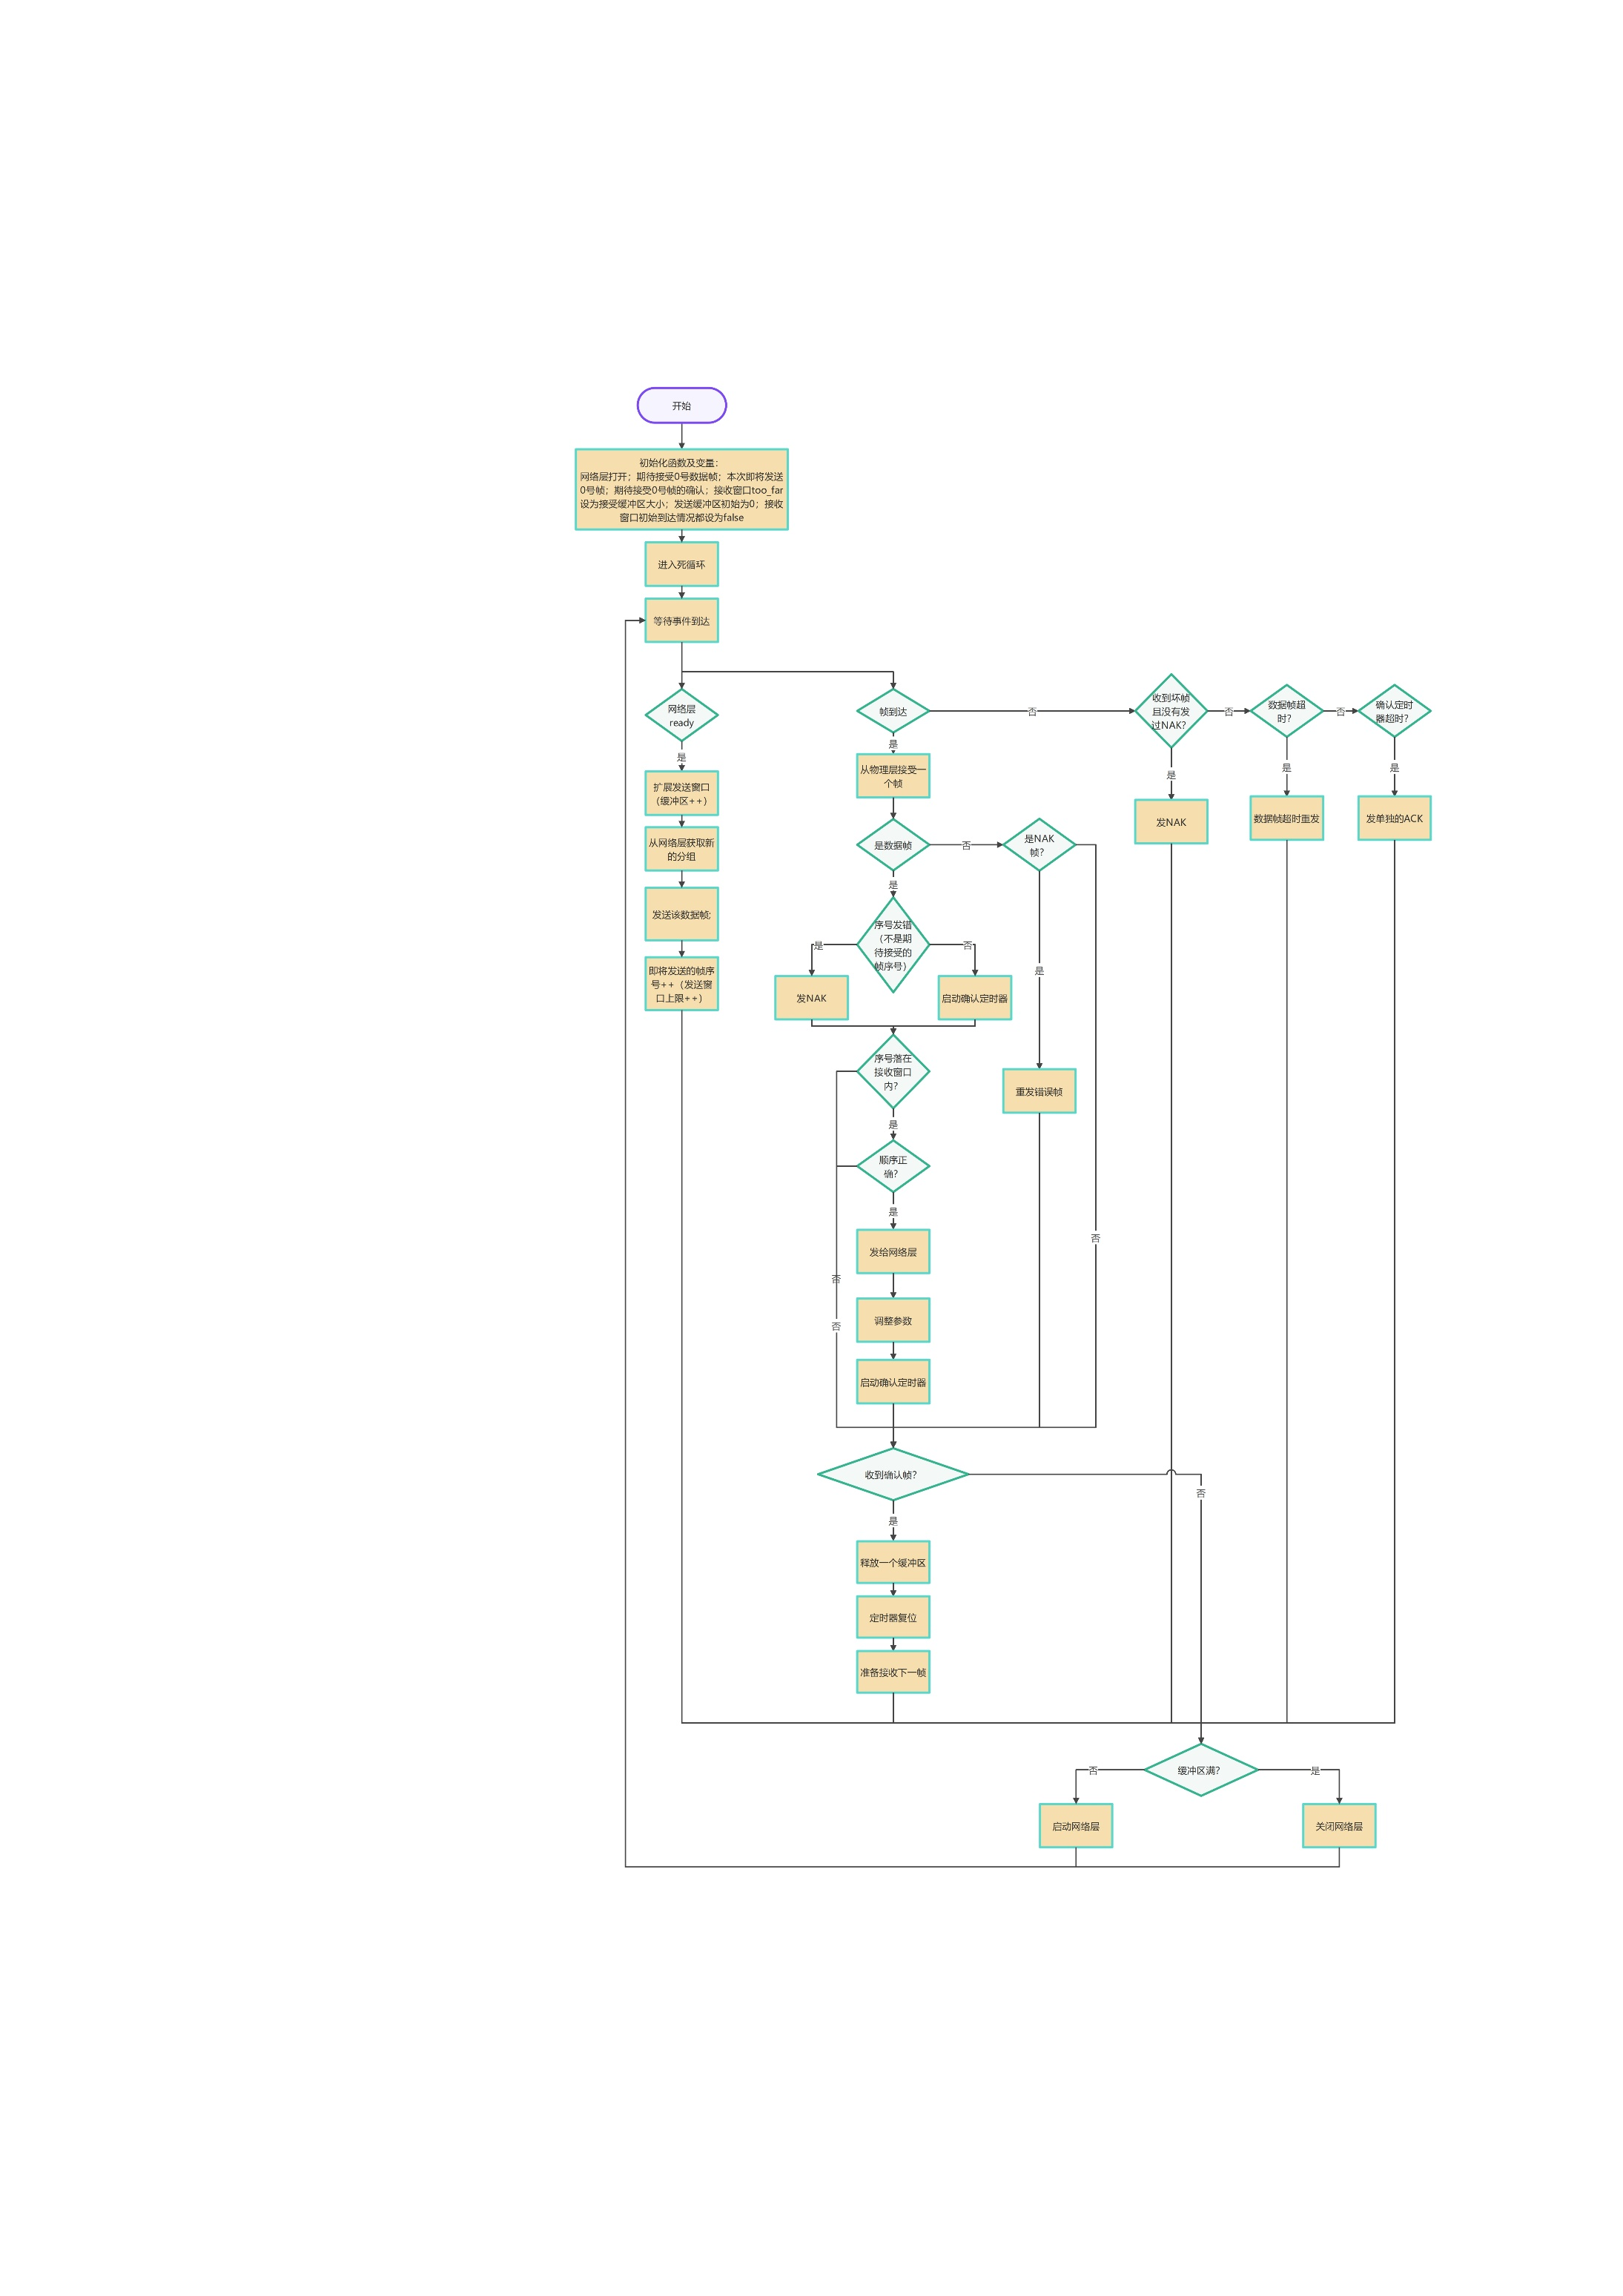 开始
初始化函数及变量：
网络层打开；期待接受0号数据帧；本次即将发送
0号帧；期待接受0号帧的确认；接收窗口too_far
设为接受缓冲区大小；发送缓冲区初始为0；接收
窗口初始到达情况都设为false
进入死循环
等待事件到达
网络层
ready
是
扩展发送窗口
（缓冲区++）
从网络层获取新
的分组
发送该数据帧;
即将发送的帧序
号++（发送窗
口上限++）
帧到达
否
是
从物理层接受一
个帧
是数据帧
否
是NAK
帧？
是
序号发错
（不是期
待接受的
帧序号）
是
否
发NAK
启动确认定时器
是
重发错误帧
否
序号落在
接收窗口
内？
是
顺序正
确？
是
发给网络层
否
调整参数
否
启动确认定时器
收到确认帧？
否
是
释放一个缓冲区
定时器复位
准备接收下一帧
收到坏帧
且没有发
过NAK？
否
是
发NAK
数据帧超
时？
否
是
数据帧超时重发
确认定时
器超时？
是
发单独的ACK
缓冲区满？
否
是
启动网络层
关闭网络层